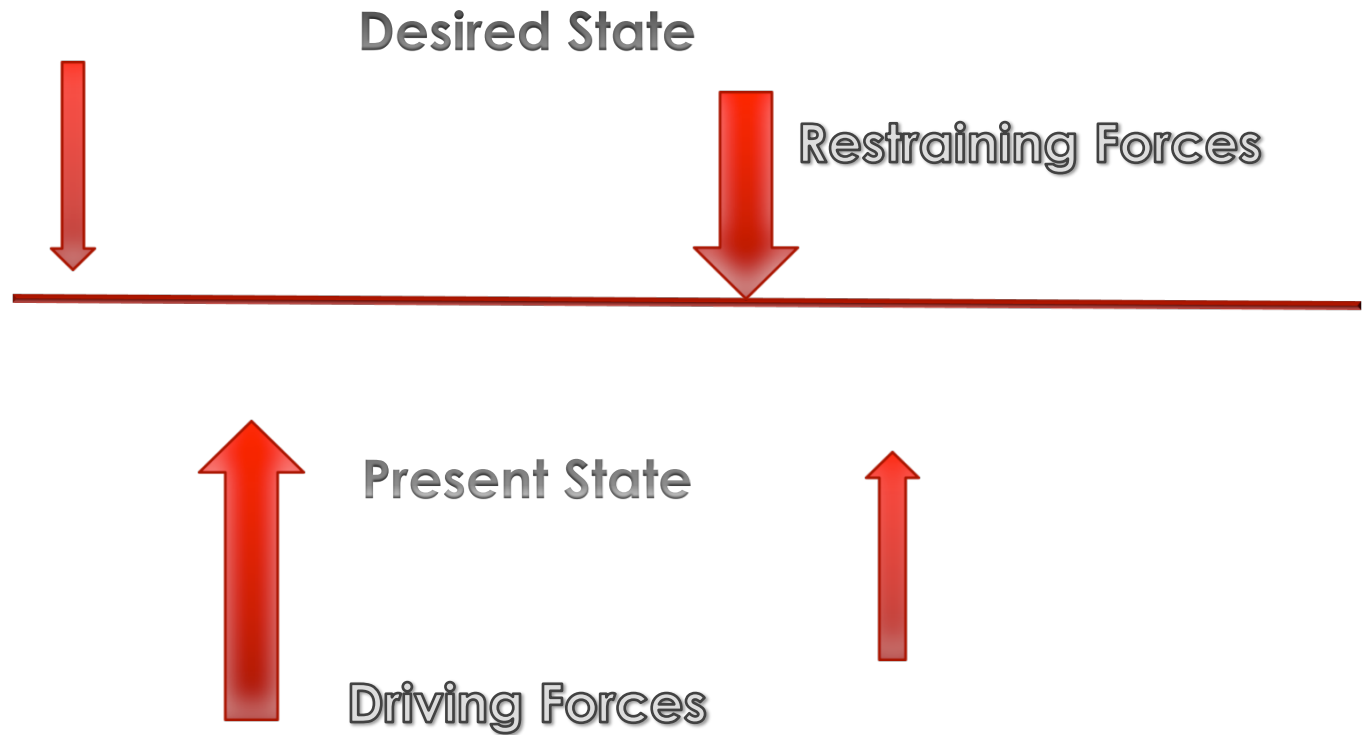 Desired State
Restraining Forces
Present State
Driving Forces